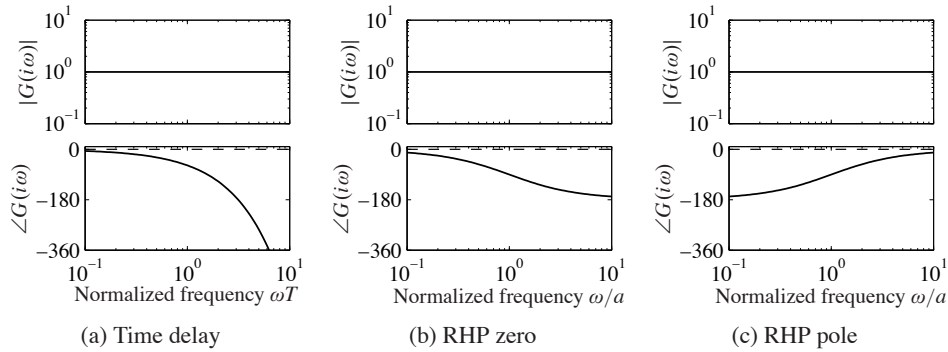 10^1
10^0
10^-1
|G(iω)|
0
−180
−360
∠G(iω)
10^-1 10^0 10^1
Normalized frequency ωT
(a) Time delay
10^1
10^0
10^-1
|G(iω)|
0
−180
−360
∠G(iω)
10^-1 10^0 10^1
Normalized frequency ω/a
(b) RHP zero
10^1
10^0
10^-1
|G(iω)|
0
−180
−360
∠G(iω)
10^-1 10^0 10^1
Normalized frequency ω/a
(c) RHP pole